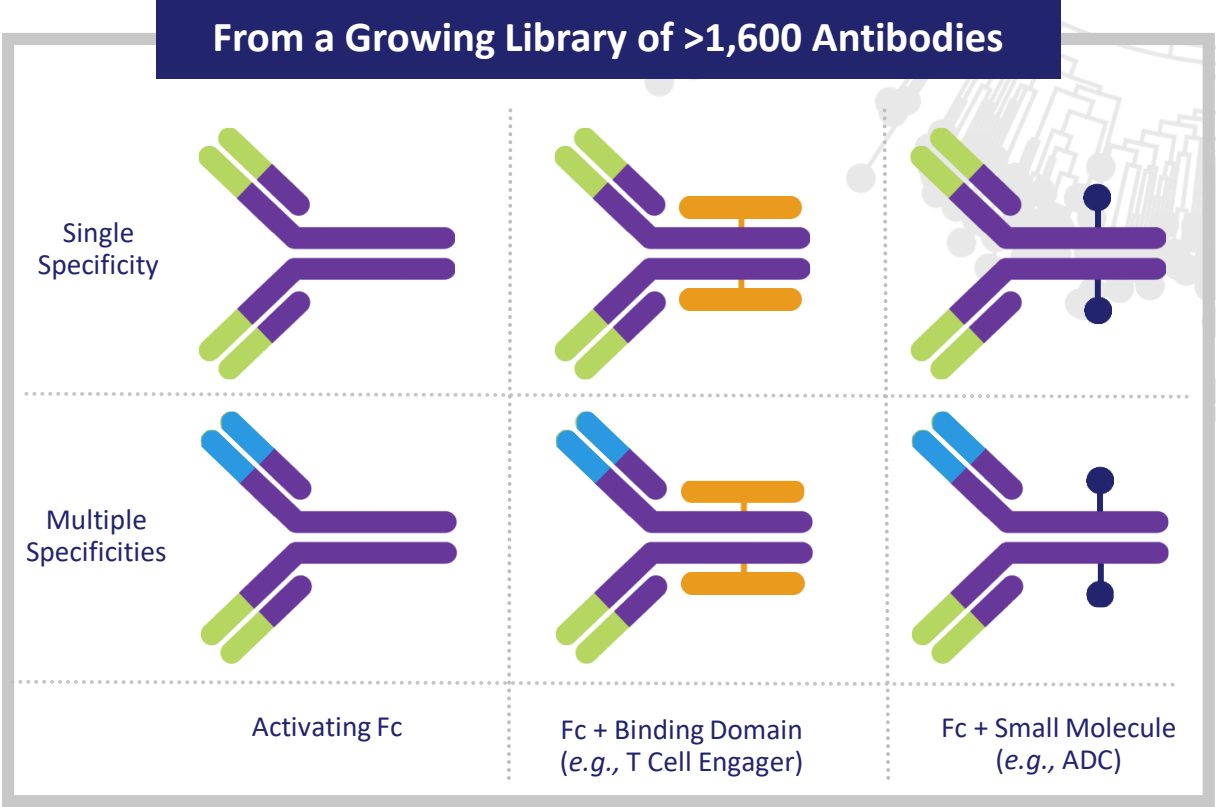 From a Growing Library of >1,600 Antibodies
Single
Specificity
Multiple
Specificities
Activating Fc
Fc + Binding Domain
(e.g., T Cell Engager)
Fc + Small Molecule
(e.g., ADC)